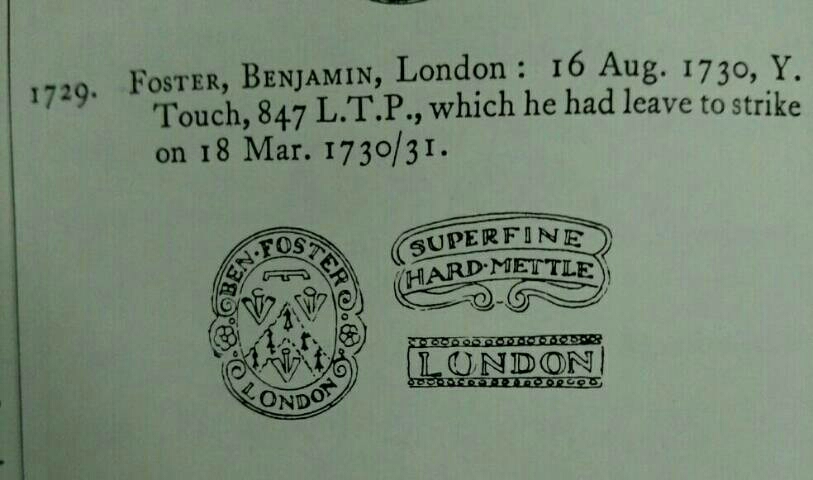 1729. FOSTER, BENJAMIN, London : 16 Aug. 1730, Y.
Touch, 847 L.T.P., which he had leave to strike
on 18 Mar. 1730/31.
BEN·FOSTER
LONDON
SUPERFINE
HARD·METTLE
LONDON